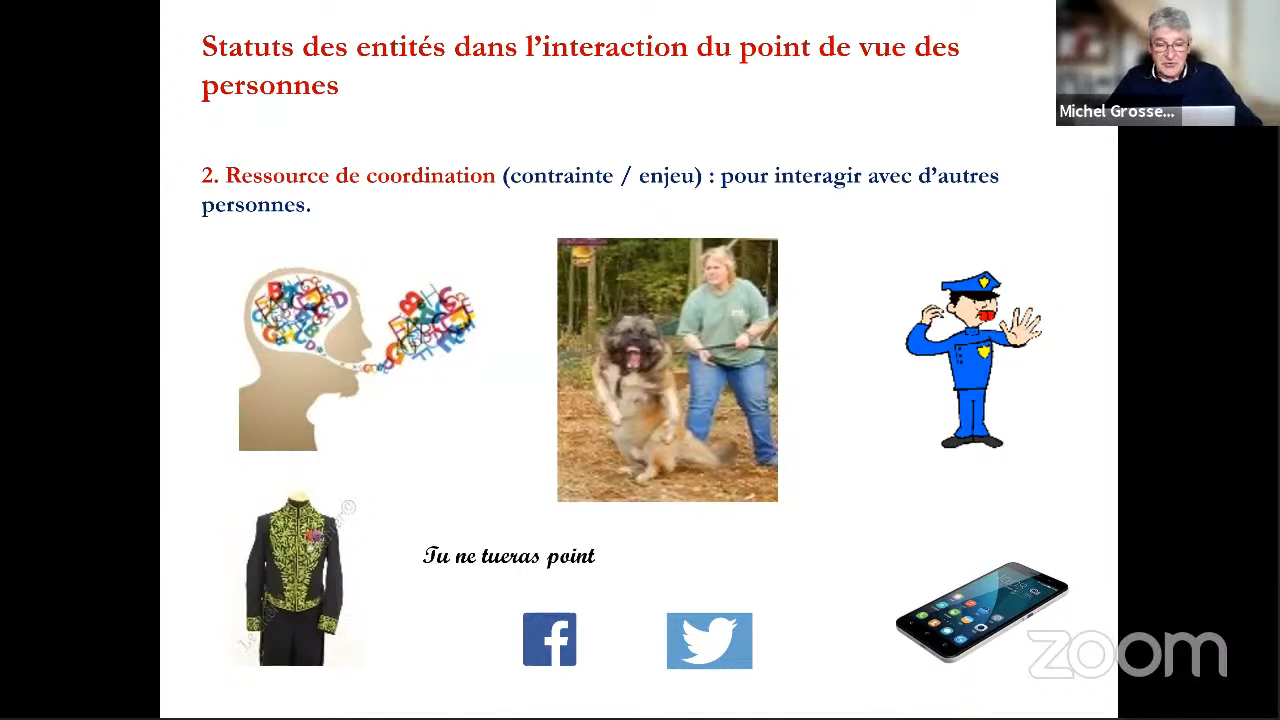 Statuts des entités dans l’interaction du point de vue des
personnes
Michel Grosse...
2. Ressource de coordination (contrainte / enjeu) : pour interagir avec d’autres
personnes.
Tu ne tueras point
zoom